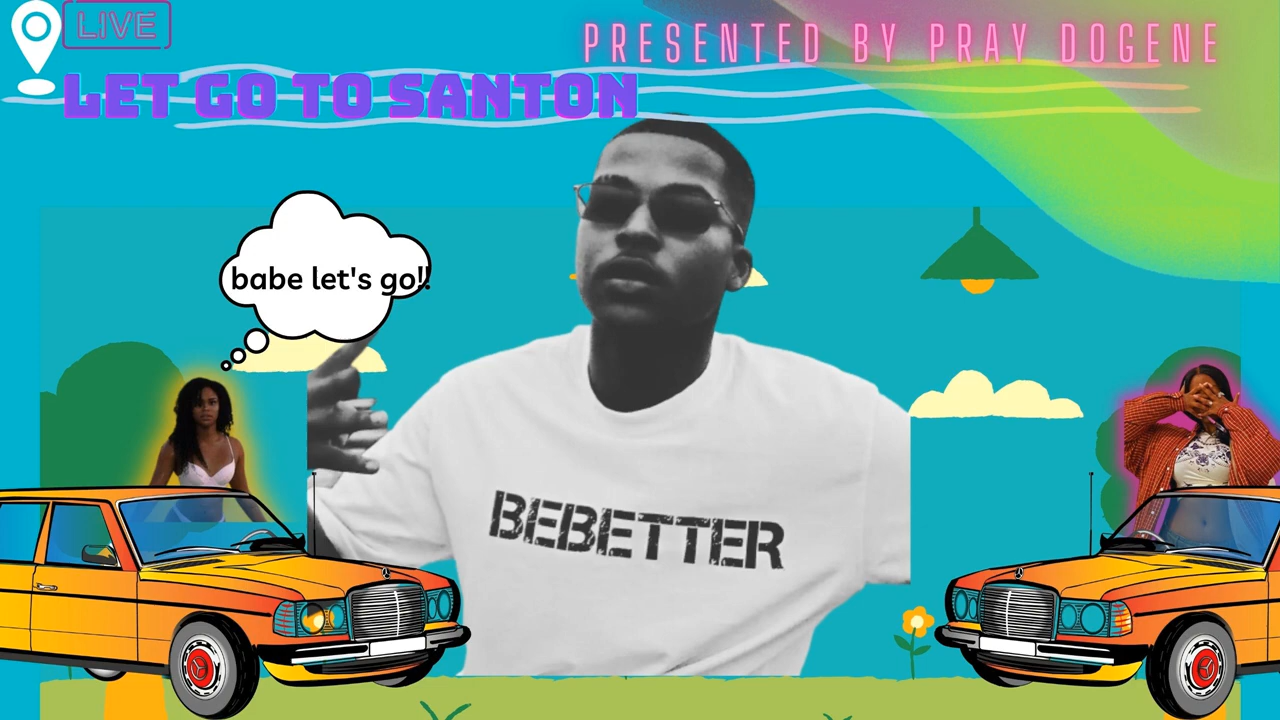 LIVE
PRESENTED BY PRAY DOGENE
LET GO TO SANTON
babe let's go!!
BEBETTER